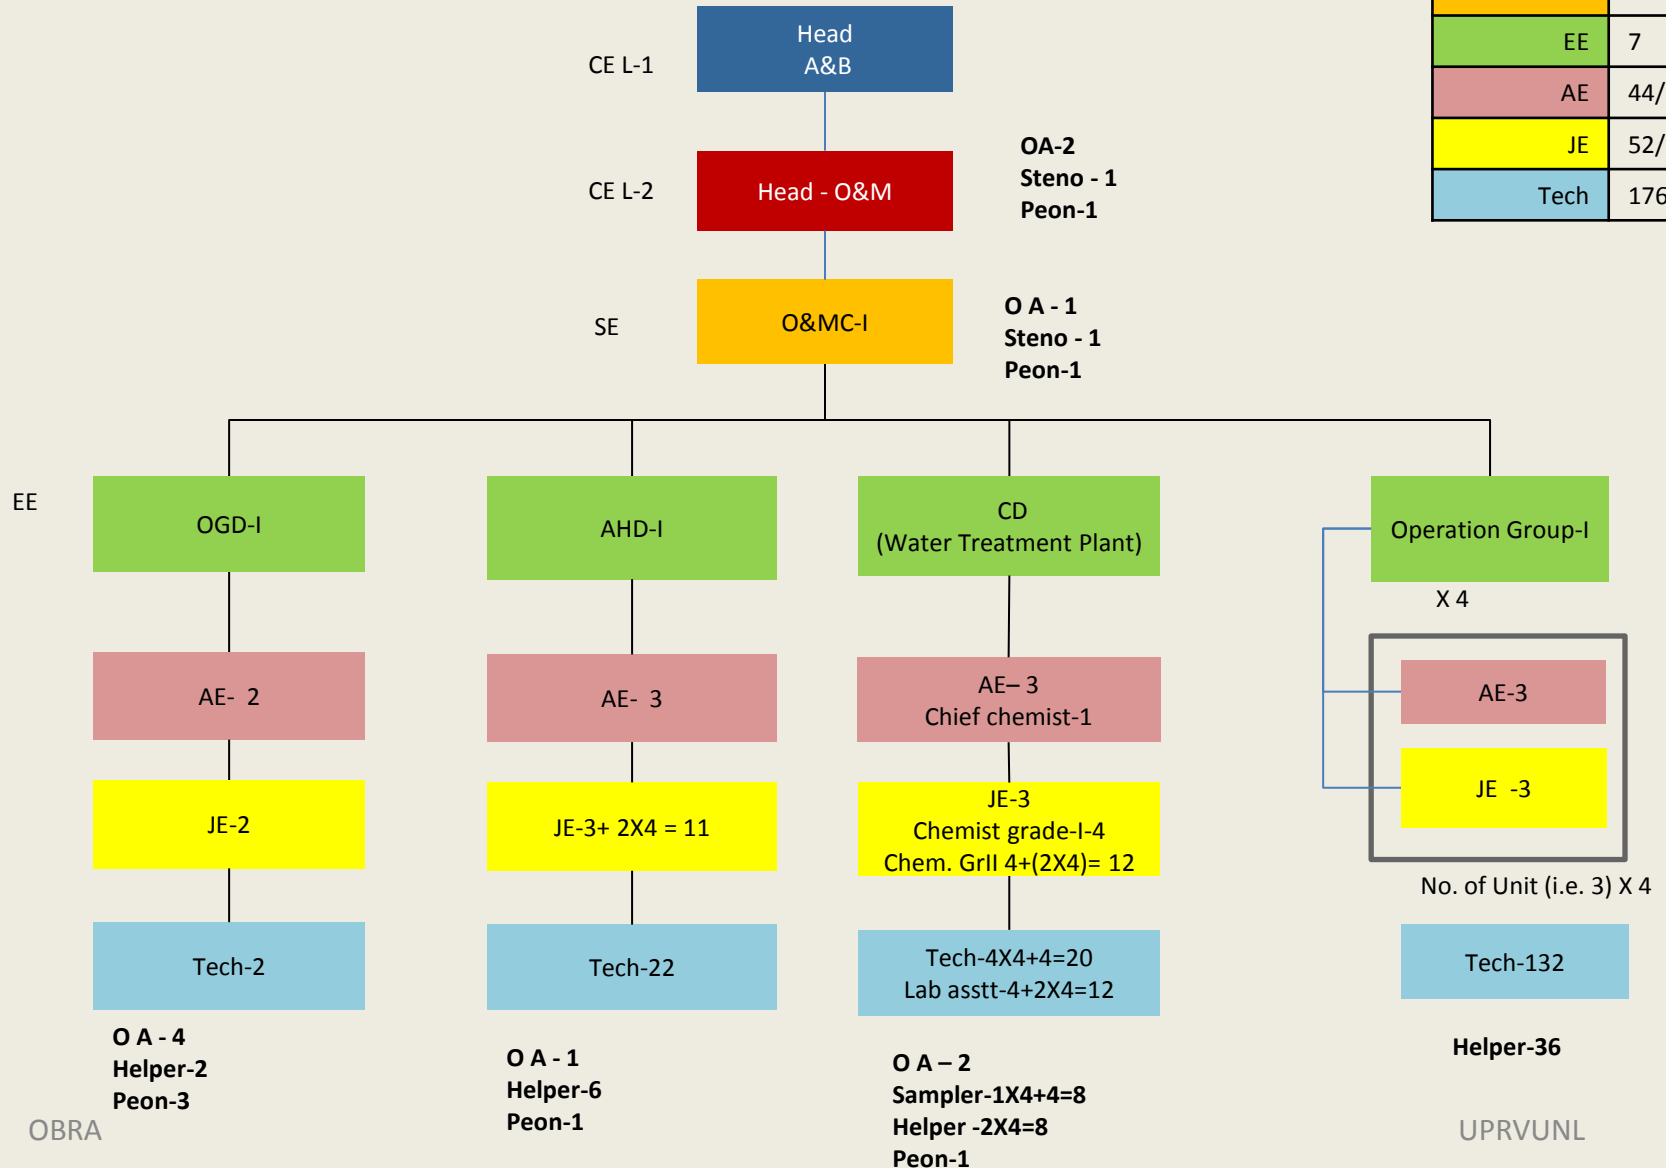 Head
A&B
CE L-1
EE 7
AE 44/
JE 52/
Tech 176
OA-2
Steno - 1
Peon-1
CE L-2
Head - O&M
O A - 1
Steno - 1
Peon-1
SE
O&MC-I
EE
OGD-I
AHD-I
CD
(Water Treatment Plant)
Operation Group-I
X 4
AE- 2
AE- 3
AE– 3
Chief chemist-1
AE-3
JE-2
JE-3+ 2X4 = 11
JE-3
Chemist grade-I-4
Chem. GrII 4+(2X4)= 12
JE -3
No. of Unit (i.e. 3) X 4
Tech-2
Tech-22
Tech-4X4+4=20
Lab asstt-4+2X4=12
Tech-132
O A - 4
Helper-2
Peon-3
O A - 1
Helper-6
Peon-1
O A – 2
Sampler-1X4+4=8
Helper -2X4=8
Peon-1
Helper-36
OBRA
UPRVUNL